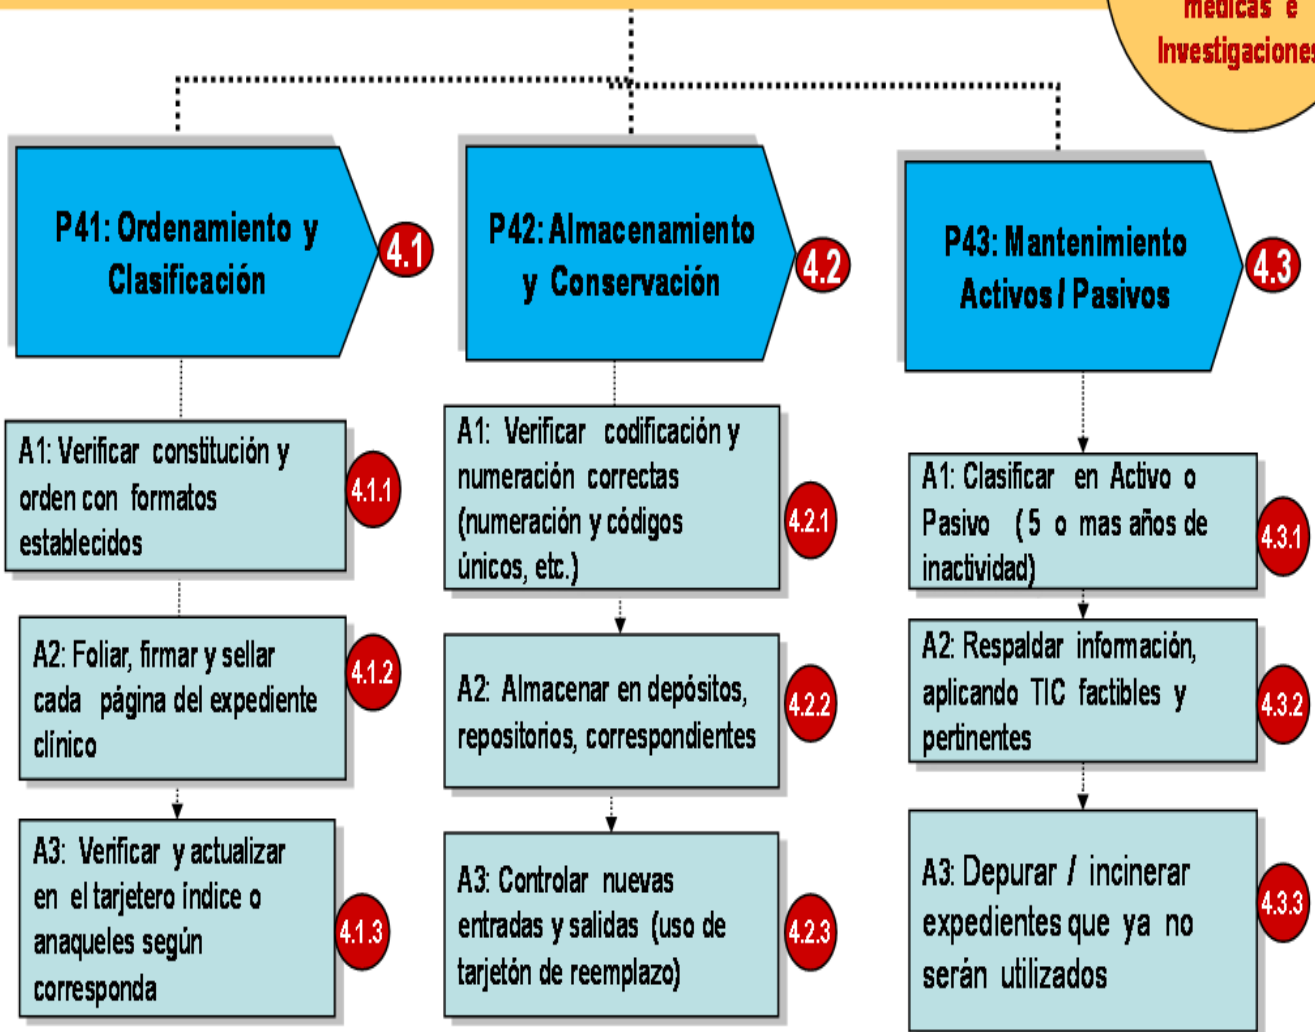 médicas e
Investigaciones
P41: Ordenamiento y
Clasificación
4.1
P42: Almacenamiento
y Conservación
4.2
P43: Mantenimiento
Activos / Pasivos
4.3
A1: Verificar constitución y
orden con formatos
establecidos
4.1.1
A2: Foliar, firmar y sellar
cada página del expediente
clínico
4.1.2
A3: Verificar y actualizar
en el tarjetero índice o
anaqueles según
corresponda
4.1.3
A1: Verificar codificación y
numeración correctas
(numeración y códigos
únicos, etc.)
4.2.1
A2: Almacenar en depósitos,
repositorios, correspondientes
4.2.2
A3: Controlar nuevas
entradas y salidas (uso de
tarjetón de reemplazo)
4.2.3
A1: Clasificar en Activo o
Pasivo ( 5 o mas años de
inactividad)
4.3.1
A2: Respaldar información,
aplicando TIC factibles y
pertinentes
4.3.2
A3: Depurar / incinerar
expedientes que ya no
serán utilizados
4.3.3